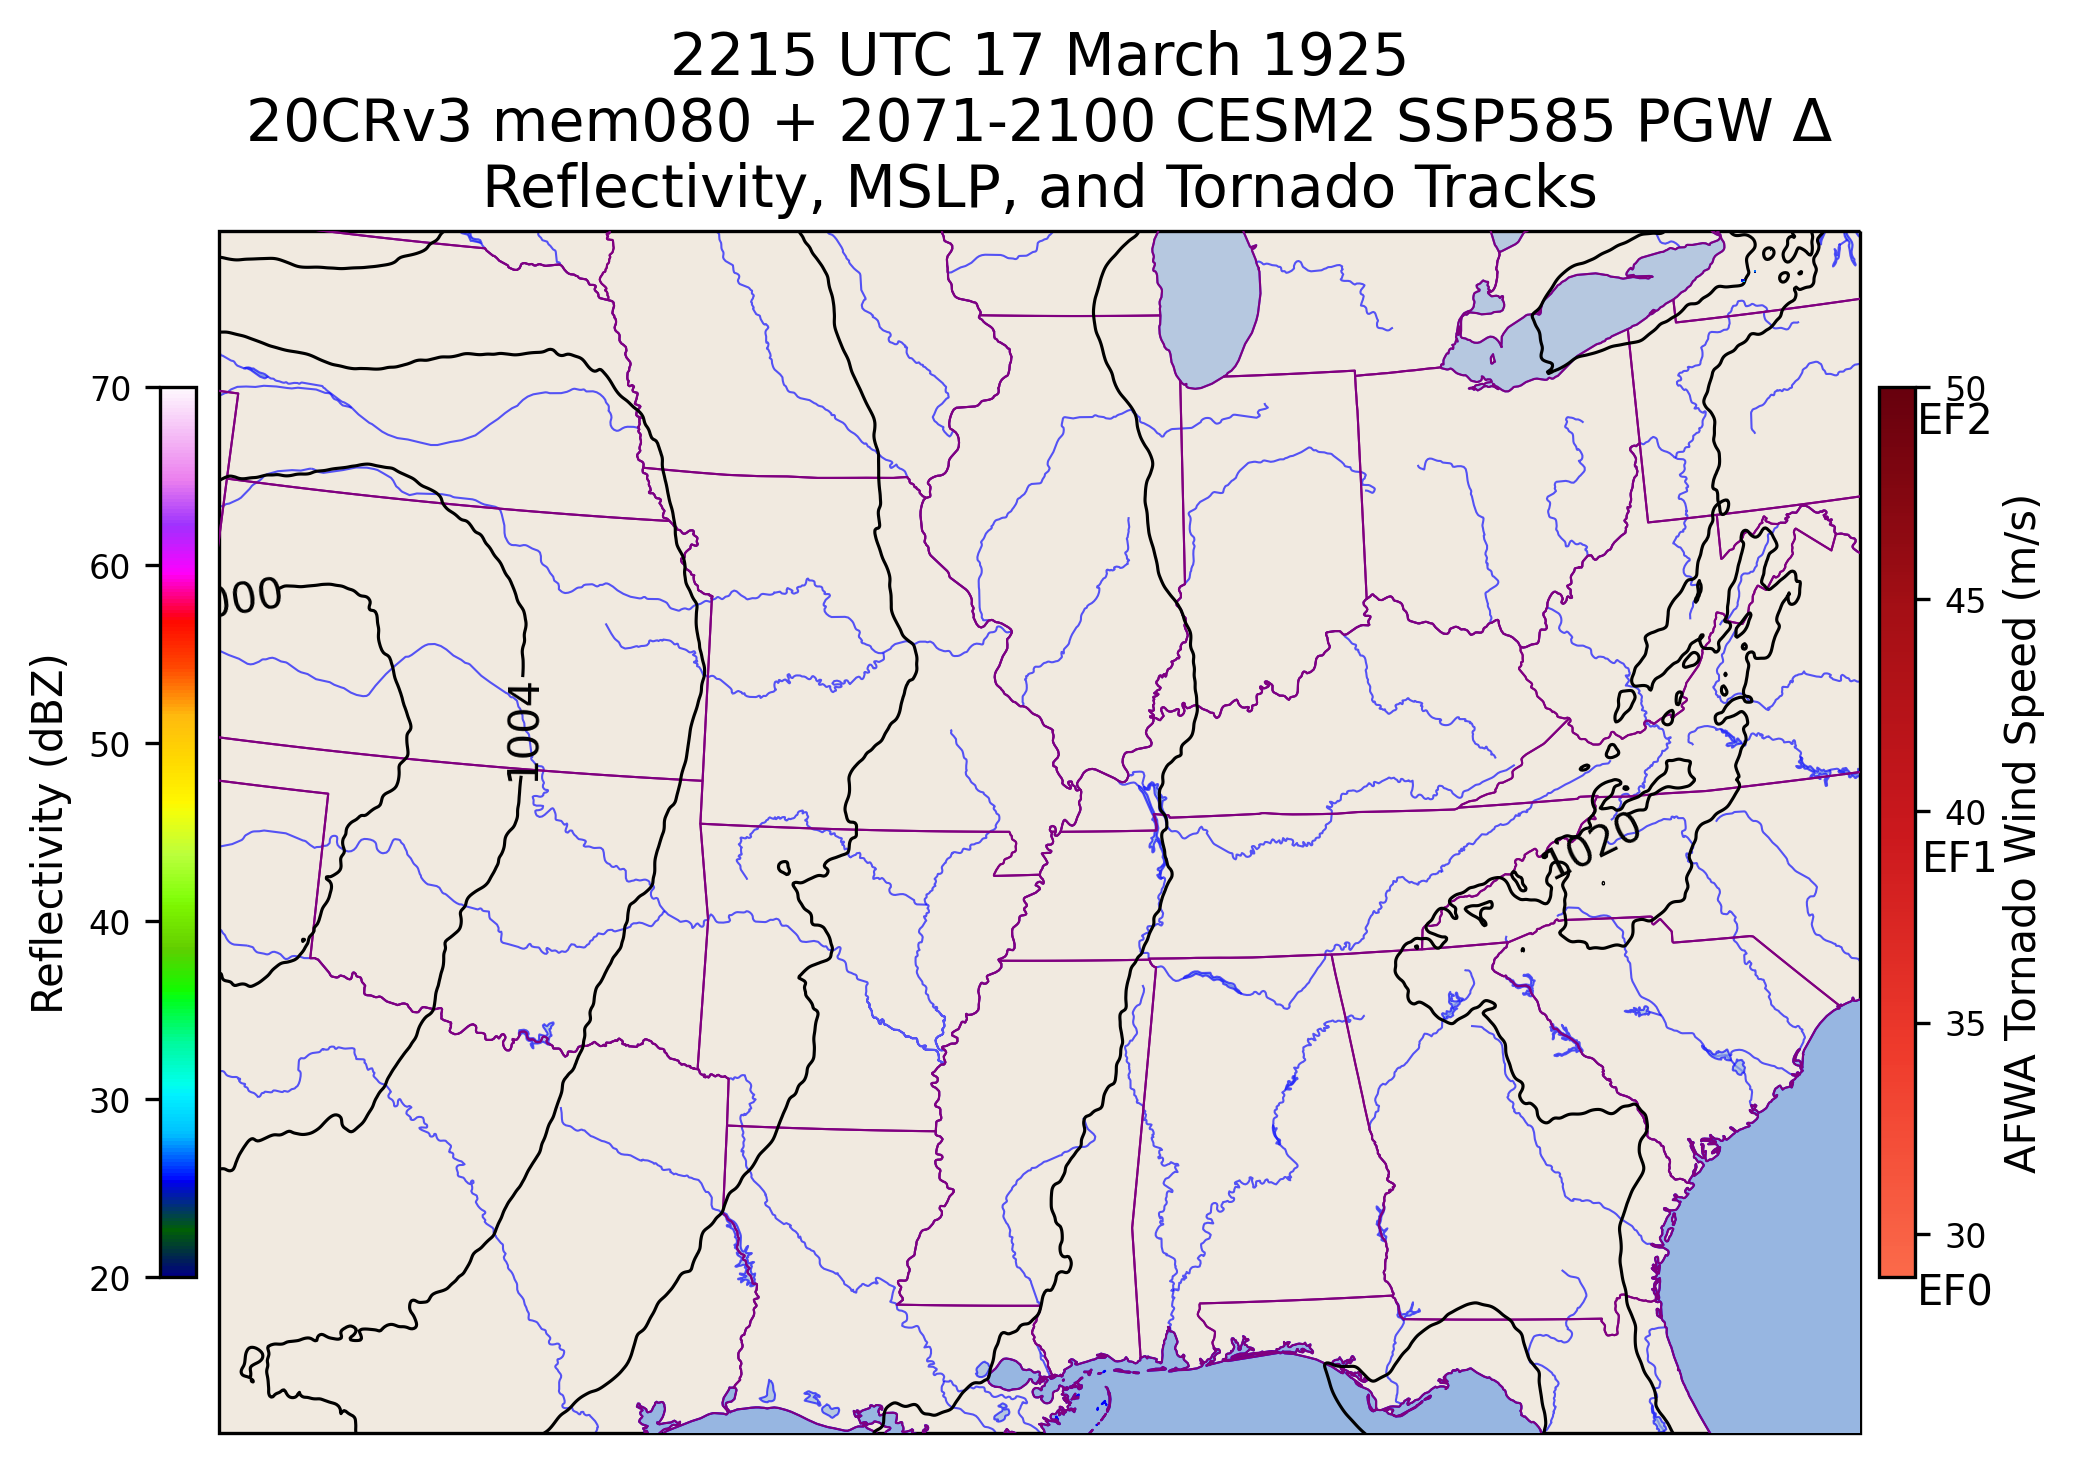 2215 UTC 17 March 1925
20CRv3 mem080 + 2071-2100 CESM2 SSP585 PGW Δ
Reflectivity, MSLP, and Tornado Tracks
70
60
50
40
30
20
Reflectivity (dBZ)
000
1004
1020
50
EF2
45
40
EF1
35
30
EF0
AFWA Tornado Wind Speed (m/s)